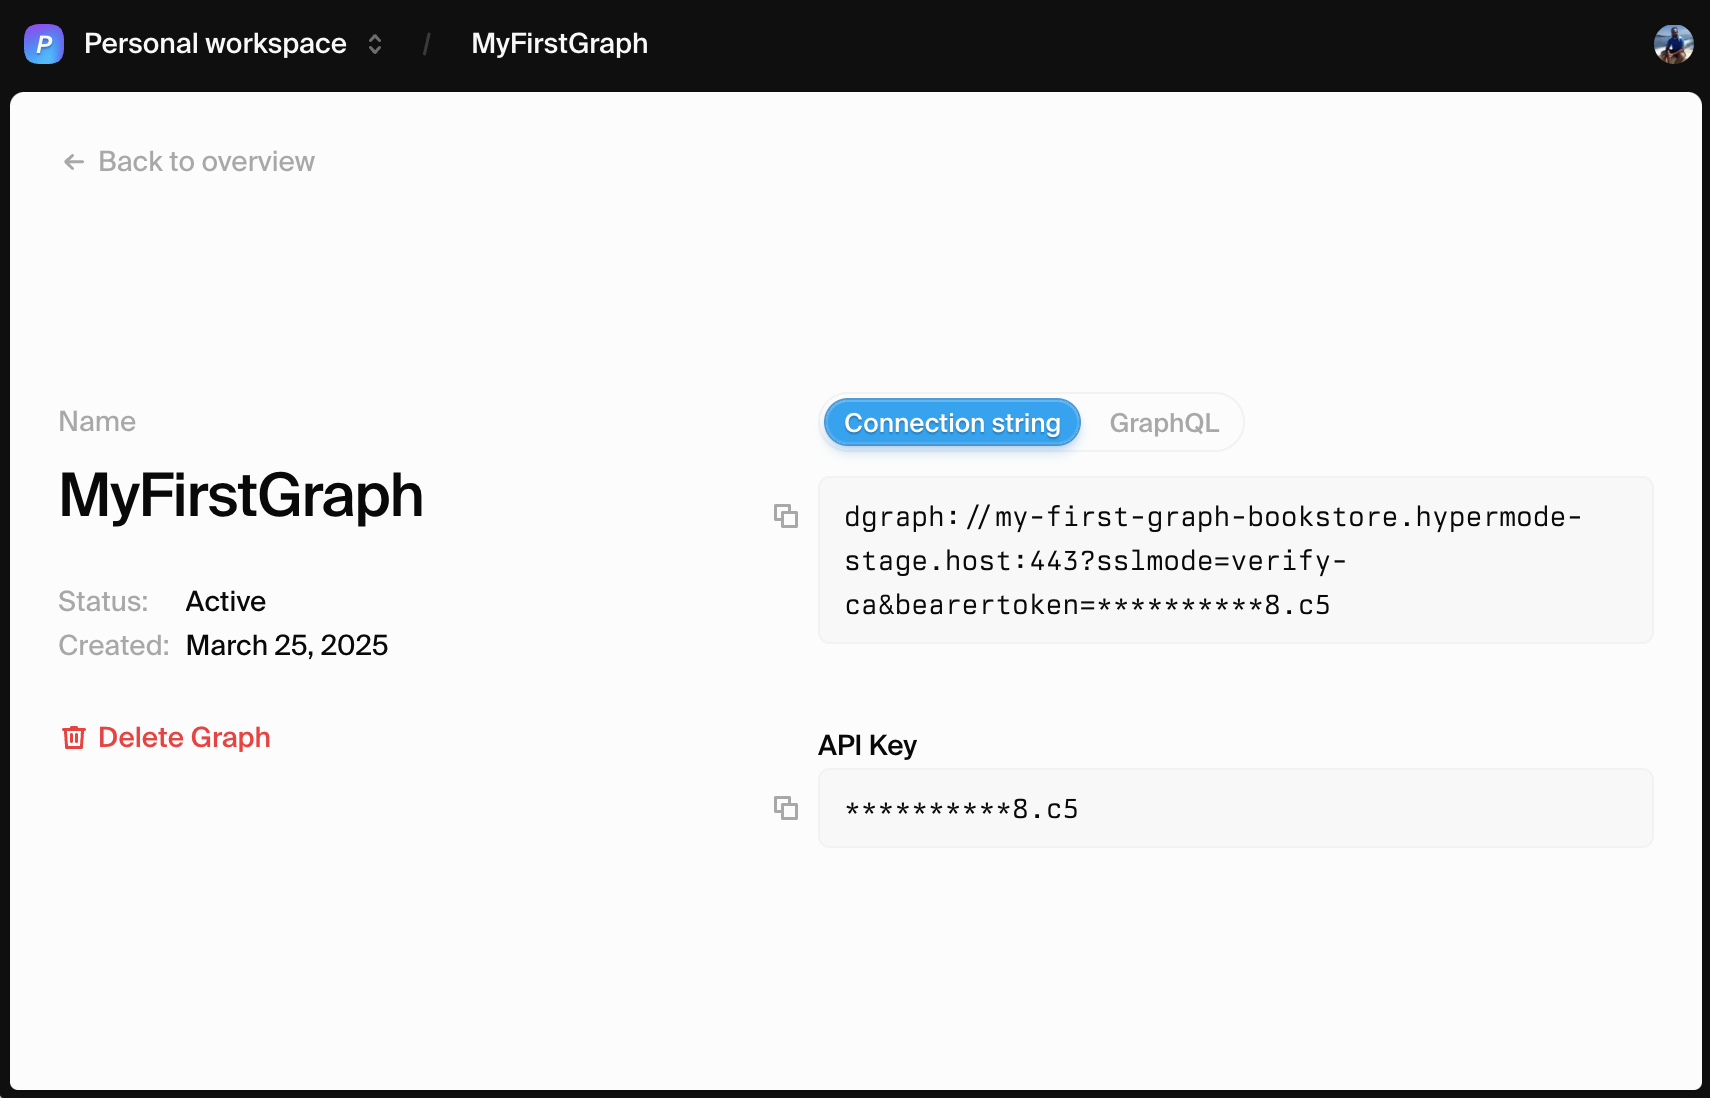 P Personal workspace / MyFirstGraph
Back to overview
Name
MyFirstGraph
Status: Active
Created: March 25, 2025
Delete Graph
Connection string GraphQL
dgraph://my-first-graph-bookstore.hypermode-
stage.host:443?sslmode=verify-
ca&bearertoken=**********8.c5
API Key
**********8.c5